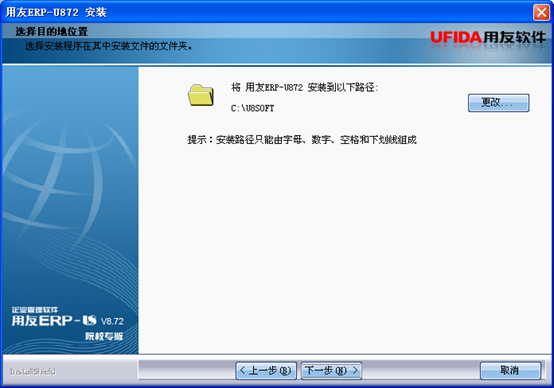 用友ERP-U872 安装
选择目的地位置
选择安装程序在其中安装文件的文件夹。
UFIDA用友软件
将 用友ERP-U872 安装到以下路径:
C:\U8SOFT
更改...
提示：安装路径只能由字母、数字、空格和下划线组成
企业管理软件
用友ERP-U8 V8.72
院校专版
InstallShield
< 上一步(B)
下一步(N) >
取消